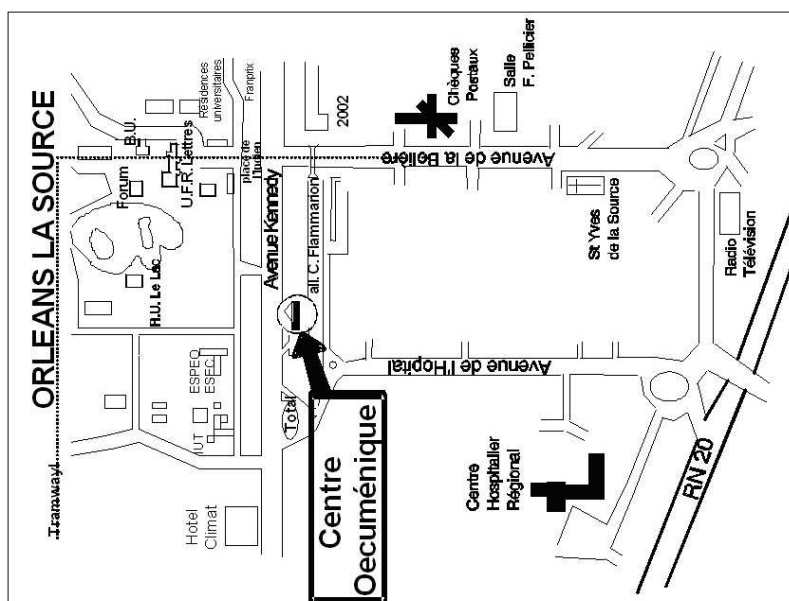 ORLEANS LA SOURCE
Tramway
B.U.
Résidences
universitaires
Franprix
Forum
U.F.R. Lettres
place de
l'Indien
2002
Chèques
Postaux
Salle
F. Pellicier
R.U. Le Lac
Avenue Kennedy
all. C. Flammarion
Avenue de la Bolière
St Yves
de la Source
Radio
Télévision
ESPEO
ESEC
IUT
Total
Avenue de l'Hopital
Hotel
Climat
Centre
Oecuménique
Centre
Hospitalier
Régional
RN 20